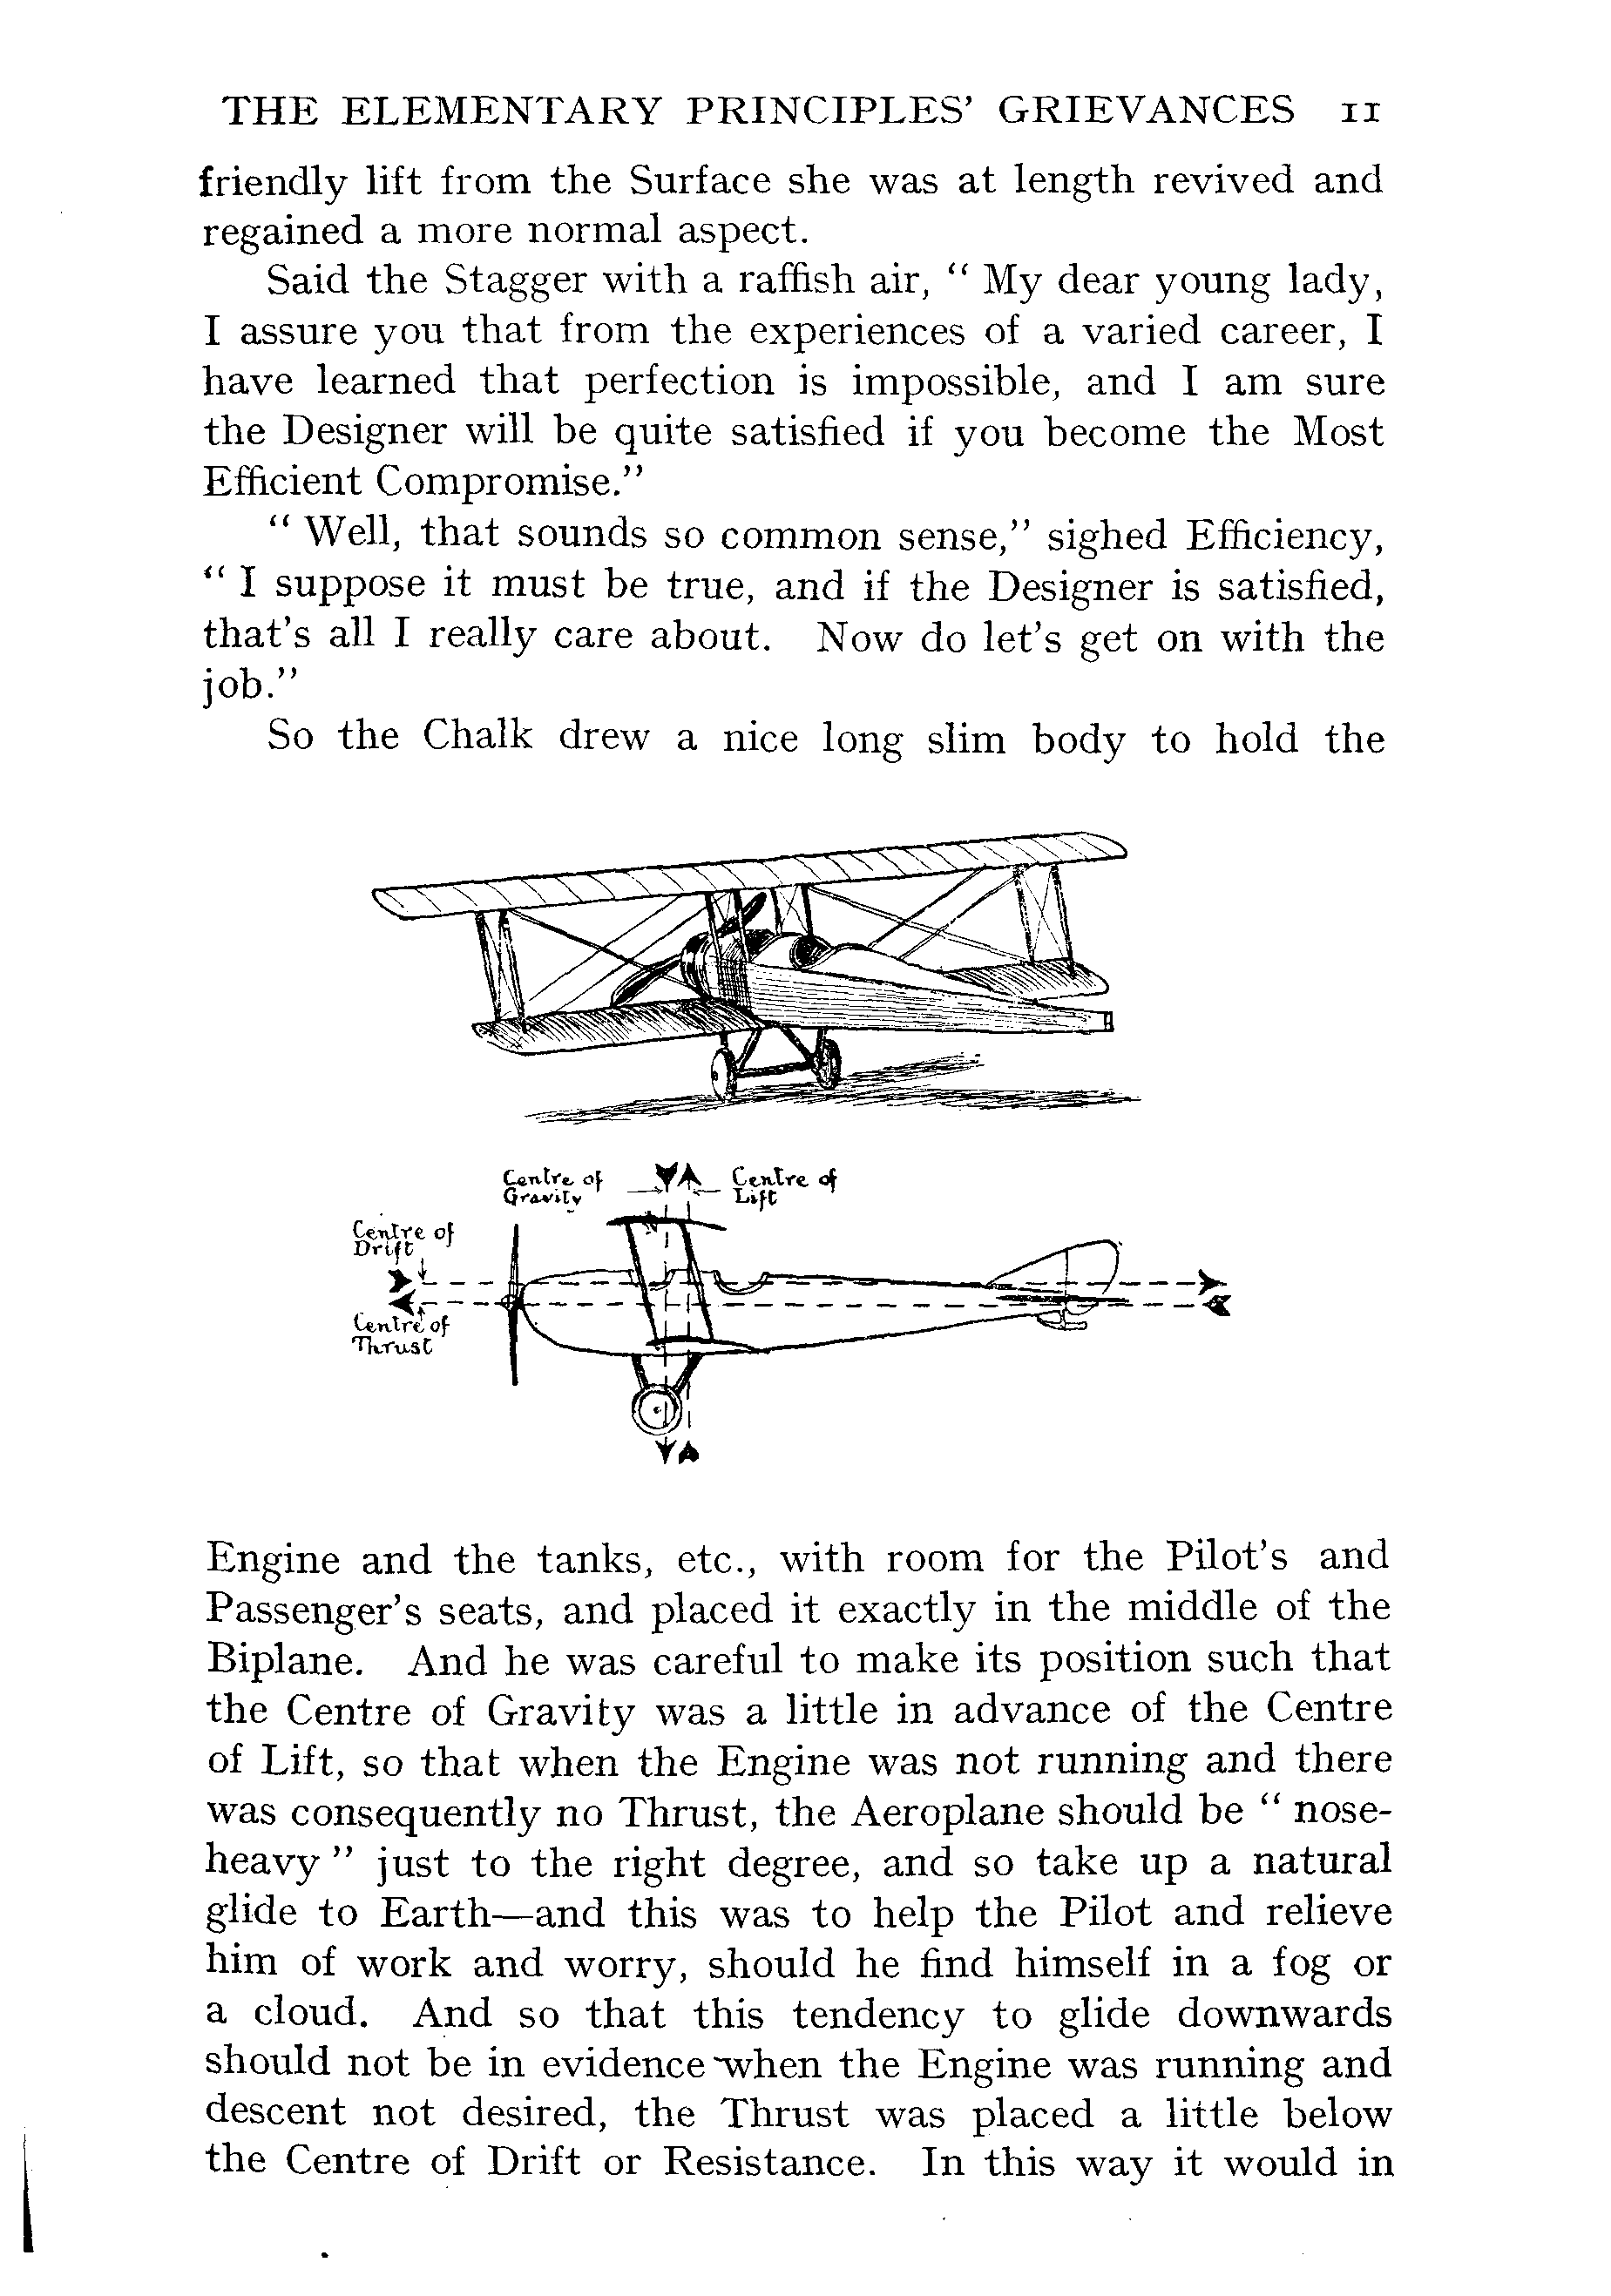 THE ELEMENTARY PRINCIPLES' GRIEVANCES 11
friendly lift from the Surface she was at length revived and
regained a more normal aspect.
Said the Stagger with a raffish air, “ My dear young lady,
I assure you that from the experiences of a varied career, I
have learned that perfection is impossible, and I am sure
the Designer will be quite satisfied if you become the Most
Efficient Compromise.”
“ Well, that sounds so common sense,” sighed Efficiency,
“ I suppose it must be true, and if the Designer is satisfied,
that's all I really care about. Now do let's get on with the
job.”
So the Chalk drew a nice long slim body to hold the
Centre of
Gravity
Centre of
Lift
Centre of
Drift
Centre of
Thrust
Engine and the tanks, etc., with room for the Pilot's and
Passenger's seats, and placed it exactly in the middle of the
Biplane. And he was careful to make its position such that
the Centre of Gravity was a little in advance of the Centre
of Lift, so that when the Engine was not running and there
was consequently no Thrust, the Aeroplane should be “ nose-
heavy ” just to the right degree, and so take up a natural
glide to Earth—and this was to help the Pilot and relieve
him of work and worry, should he find himself in a fog or
a cloud. And so that this tendency to glide downwards
should not be in evidence when the Engine was running and
descent not desired, the Thrust was placed a little below
the Centre of Drift or Resistance. In this way it would in